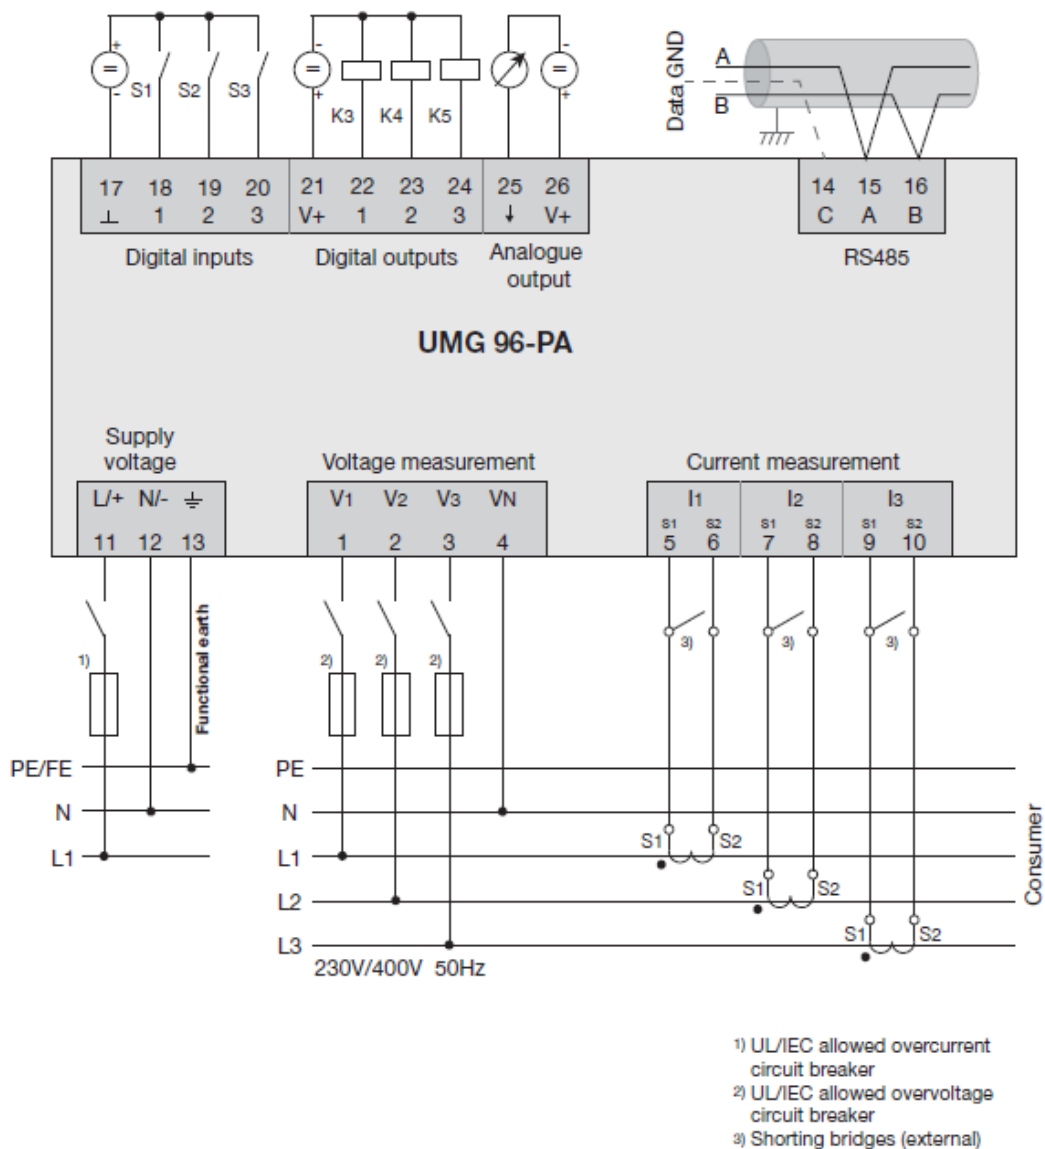 + - S1 S2 S3
- + K3 K4 K5
- +
Data GND
A
B
17 18 19 20 21 22 23 24 25 26
⊥ 1 2 3 V+ 1 2 3 ↓ V+
Digital inputs
Digital outputs
Analogue
output
14 15 16
C A B
RS485
UMG 96-PA
Supply
voltage
L/+ N/-
11 12 13
Voltage measurement
V1 V2 V3 VN
1 2 3 4
Current measurement
I1 I2 I3
S1 S2 S1 S2 S1 S2
5 6 7 8 9 10
1)
Functional earth
2) 2) 2)
3) 3) 3)
PE/FE
N
L1
PE
N
L1
L2
L3
S1 S2
S1 S2
S1 S2
Consumer
230V/400V 50Hz
1) UL/IEC allowed overcurrent
circuit breaker
2) UL/IEC allowed overvoltage
circuit breaker
3) Shorting bridges (external)